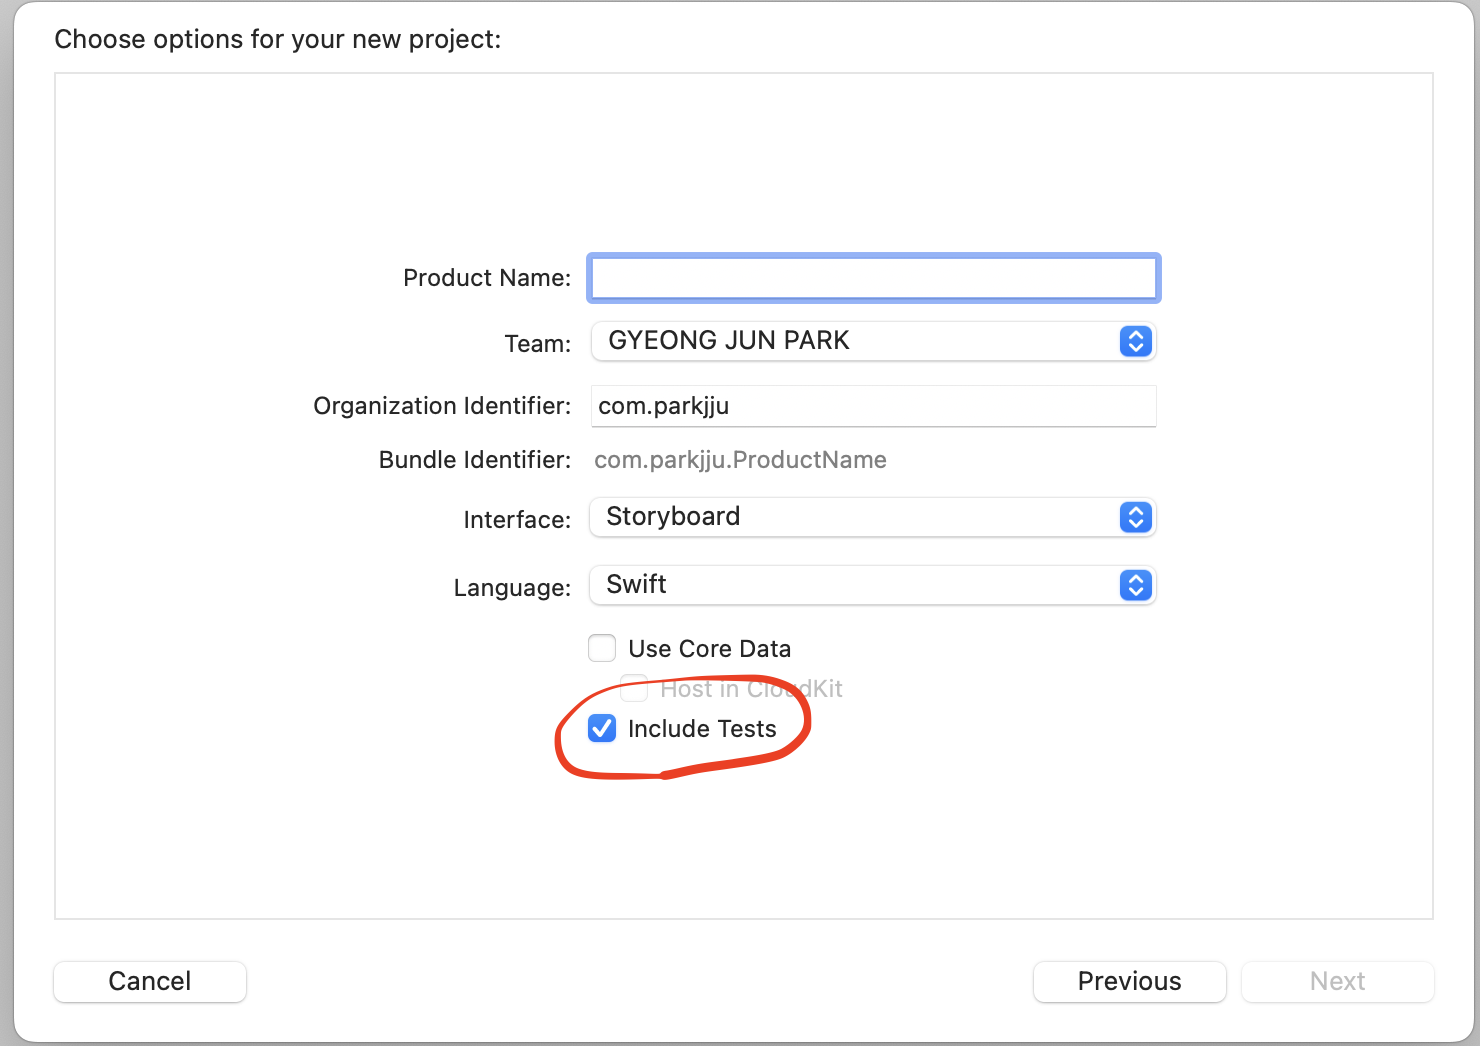 Choose options for your new project:
Product Name:
Team: GYEONG JUN PARK
Organization Identifier: com.parkjju
Bundle Identifier: com.parkjju.ProductName
Interface: Storyboard
Language: Swift
Use Core Data
Host in CloudKit
Include Tests
Cancel Previous Next